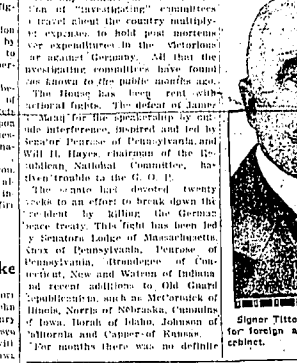 tion of "investigating" committees
travel about the country multiply-
expenses to hold post mortems
ver expenditures in the victorious
ar against Germany. All that the
nvestigating committees have found
was known to the public months ago.
The House has been rent with
actional fights. The defeat of James
Mann for the speakership by out-
side interference, inspired and led by
Senator Penrose of Pennsylvania, and
Will H. Hayes, chairman of the Re-
publican National Committee, has
given trouble to the G. O. P.
The senate has devoted twenty
weeks to an effort to break down the
President by killing the German
peace treaty. This fight has been led
by Senators Lodge of Massachusetts,
Knox of Pennsylvania, Penrose of
Pennsylvania, Brandegee of Con-
necticut, New and Watson of Indiana
and recent additions to Old Guard
Republicanism, such as McCormick of
Illinois, Norris of Nebraska, Cummins
of Iowa, Borah of Idaho, Johnson of
California and Capper of Kansas.
For months there was no definite
Signor Titto
for foreign a
cabinet.